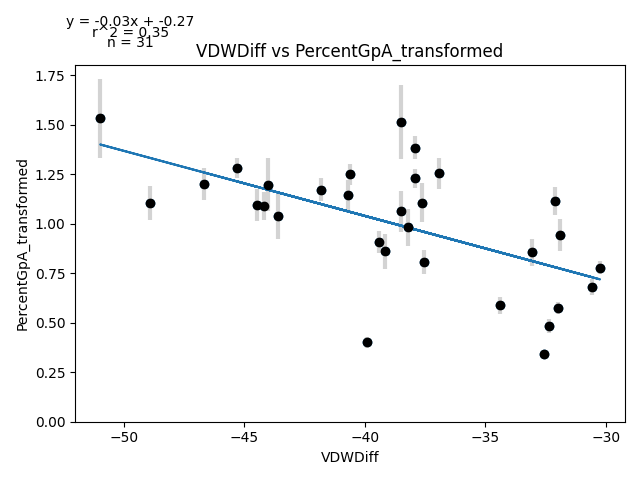 y = -0.03x + -0.27
r^2 = 0.35
n = 31
VDWDiff vs PercentGpA_transformed
1.75
1.50
1.25
1.00
0.75
0.50
0.25
0.00
PercentGpA_transformed
−50
−45
−40
−35
−30
VDWDiff